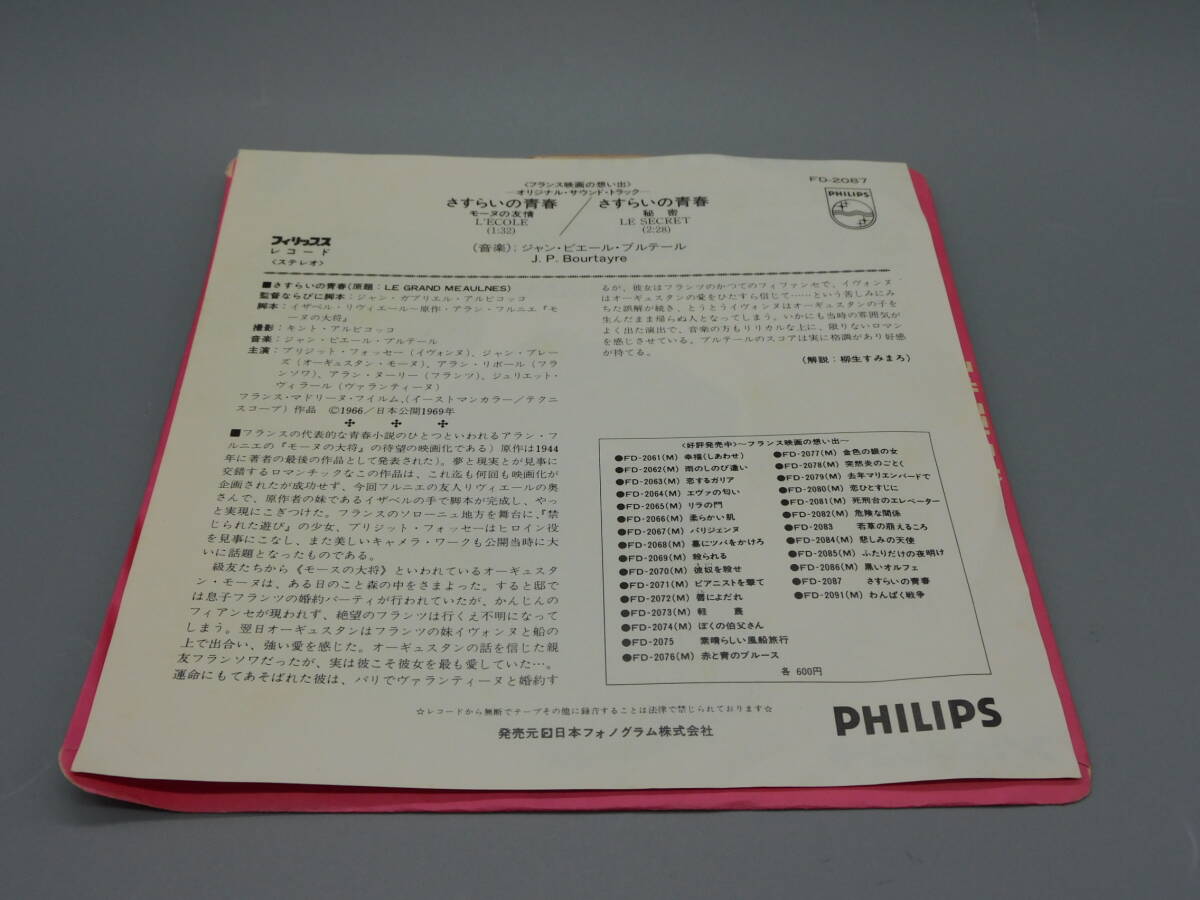 〈フランス映画の想い出〉
―オリジナル・サウンド・トラック―
さすらいの青春
モーヌの友情
L'ECOLE
(1:32)
／
さすらいの青春
秘密
LE SECRET
(2:28)
(音楽):ジャン・ピエール・ブルテール
J. P. Bourtayre
FD-2087
PHILIPS
フィリップス
レコード
〈ステレオ〉
■さすらいの青春(原題:LE GRAND MEAULNES)
監督ならびに脚本:ジャン・ガブリエル・アルビコッコ
脚本:イザベル・リヴィエール〜原作・アラン・フルニエ『モ
ーヌの大将』
撮影:キント・アルビコッコ
音楽:ジャン・ピエール・ブルテール
主演:ブリジット・フォッセー(イヴォンヌ)、ジャン・ブレー
ズ(オーギュスタン・モーヌ)、アラン・リボール(フラ
ンソワ)、アラン・ヌーリー(フランツ)、ジュリエット・
ヴィラール(ヴァランティーヌ)
フランス・マドリーヌ・フイルム、(イーストマンカラー/テクニ
スコープ)作品 ©1966/日本公開1969年
■フランスの代表的な青春小説のひとつといわれるアラン・フ
ルニエの『モーヌの大将』の待望の映画化である)原作は1944
年に著者の最後の作品として発表された)。夢と現実とが見事に
交錯するロマンチックなこの作品は、これ迄も何回も映画化が
企画されたが成功せず、今回フルニエの友人リヴィエールの奥
さんで、原作者の妹であるイザベルの手で脚本が完成し、やっ
と実現にこぎつけた。フランスのソローニュ地方を舞台に、『禁
じられた遊び』の少女、ブリジット・フォッセーはヒロイン役
を見事にこなし、また美しいキャメラ・ワークも公開当時に大
いに話題となったものである。
級友たちから《モースの大将》といわれているオーギュスタ
ン・モーヌは、ある日のこと森の中をさまよった。すると邸で
は息子フランツの婚約パーティが行われていたが、かんじんの
フィアンセが現われず、絶望のフランツは行くえ不明になって
しまう。翌日オーギュスタンはフランツの妹イヴォンヌと船の
上で出合い、強い愛を感じた。オーギュスタンの話を信じた親
友フランソワだったが、実は彼こそ彼女を最も愛していた…。
運命にもてあそばれた彼は、パリでヴァランティーヌと婚約す
るが、彼女はフランツのかつてのフィファンセで、イヴォンヌ
はオーギュスタンの愛をひたすら信じて……という苦しみにみ
ちた誤解が続き、とうとうイヴォンヌはオーギュスタンの子を
生んだまま帰らぬ人となってしまう。いかにも当時の雰囲気が
よく出た演出で、音楽の方もリリカルな上に、限りないロマン
を感じさせている。ブルテールのスコアは実に格調があり好感
が持てる。
(解説:柳生すみまろ)
〈好評発売中〉〜フランス映画の想い出〜
●FD-2061(M) 幸福(しあわせ)
●FD-2062(M) 雨のしのび逢い
●FD-2063(M) 恋するガリア
●FD-2064(M) エヴァの匂い
●FD-2065(M) リラの門
●FD-2066(M) 柔らかい肌
●FD-2067(M) パリジェンヌ
●FD-2068(M) 墓にツバをかけろ
●FD-2069(M) 殺られる
●FD-2070(M) 彼奴を殺せ
●FD-2071(M) ピアニストを撃て
●FD-2072(M) 唇によだれ
●FD-2073(M) 軽蔑
●FD-2074(M) ぼくの伯父さん
●FD-2075 素晴らしい風船旅行
●FD-2076(M) 赤と青のブルース
●FD-2077(M) 金色の眼の女
●FD-2078(M) 突然炎のごとく
●FD-2079(M) 去年マリエンバードで
●FD-2080(M) 恋ひとすじに
●FD-2081(M) 死刑台のエレベーター
●FD-2082(M) 危険な関係
●FD-2083 若草の萌えるころ
●FD-2084(M) 悲しみの天使
●FD-2085(M) ふたりだけの夜明け
●FD-2086(M) 黒いオルフェ
●FD-2087 さすらいの青春
●FD-2091(M) わんぱく戦争
各 600円
☆レコードから無断でテープその他に録音することは法律で禁じられております☆
発売元 日本フォノグラム株式会社
PHILIPS